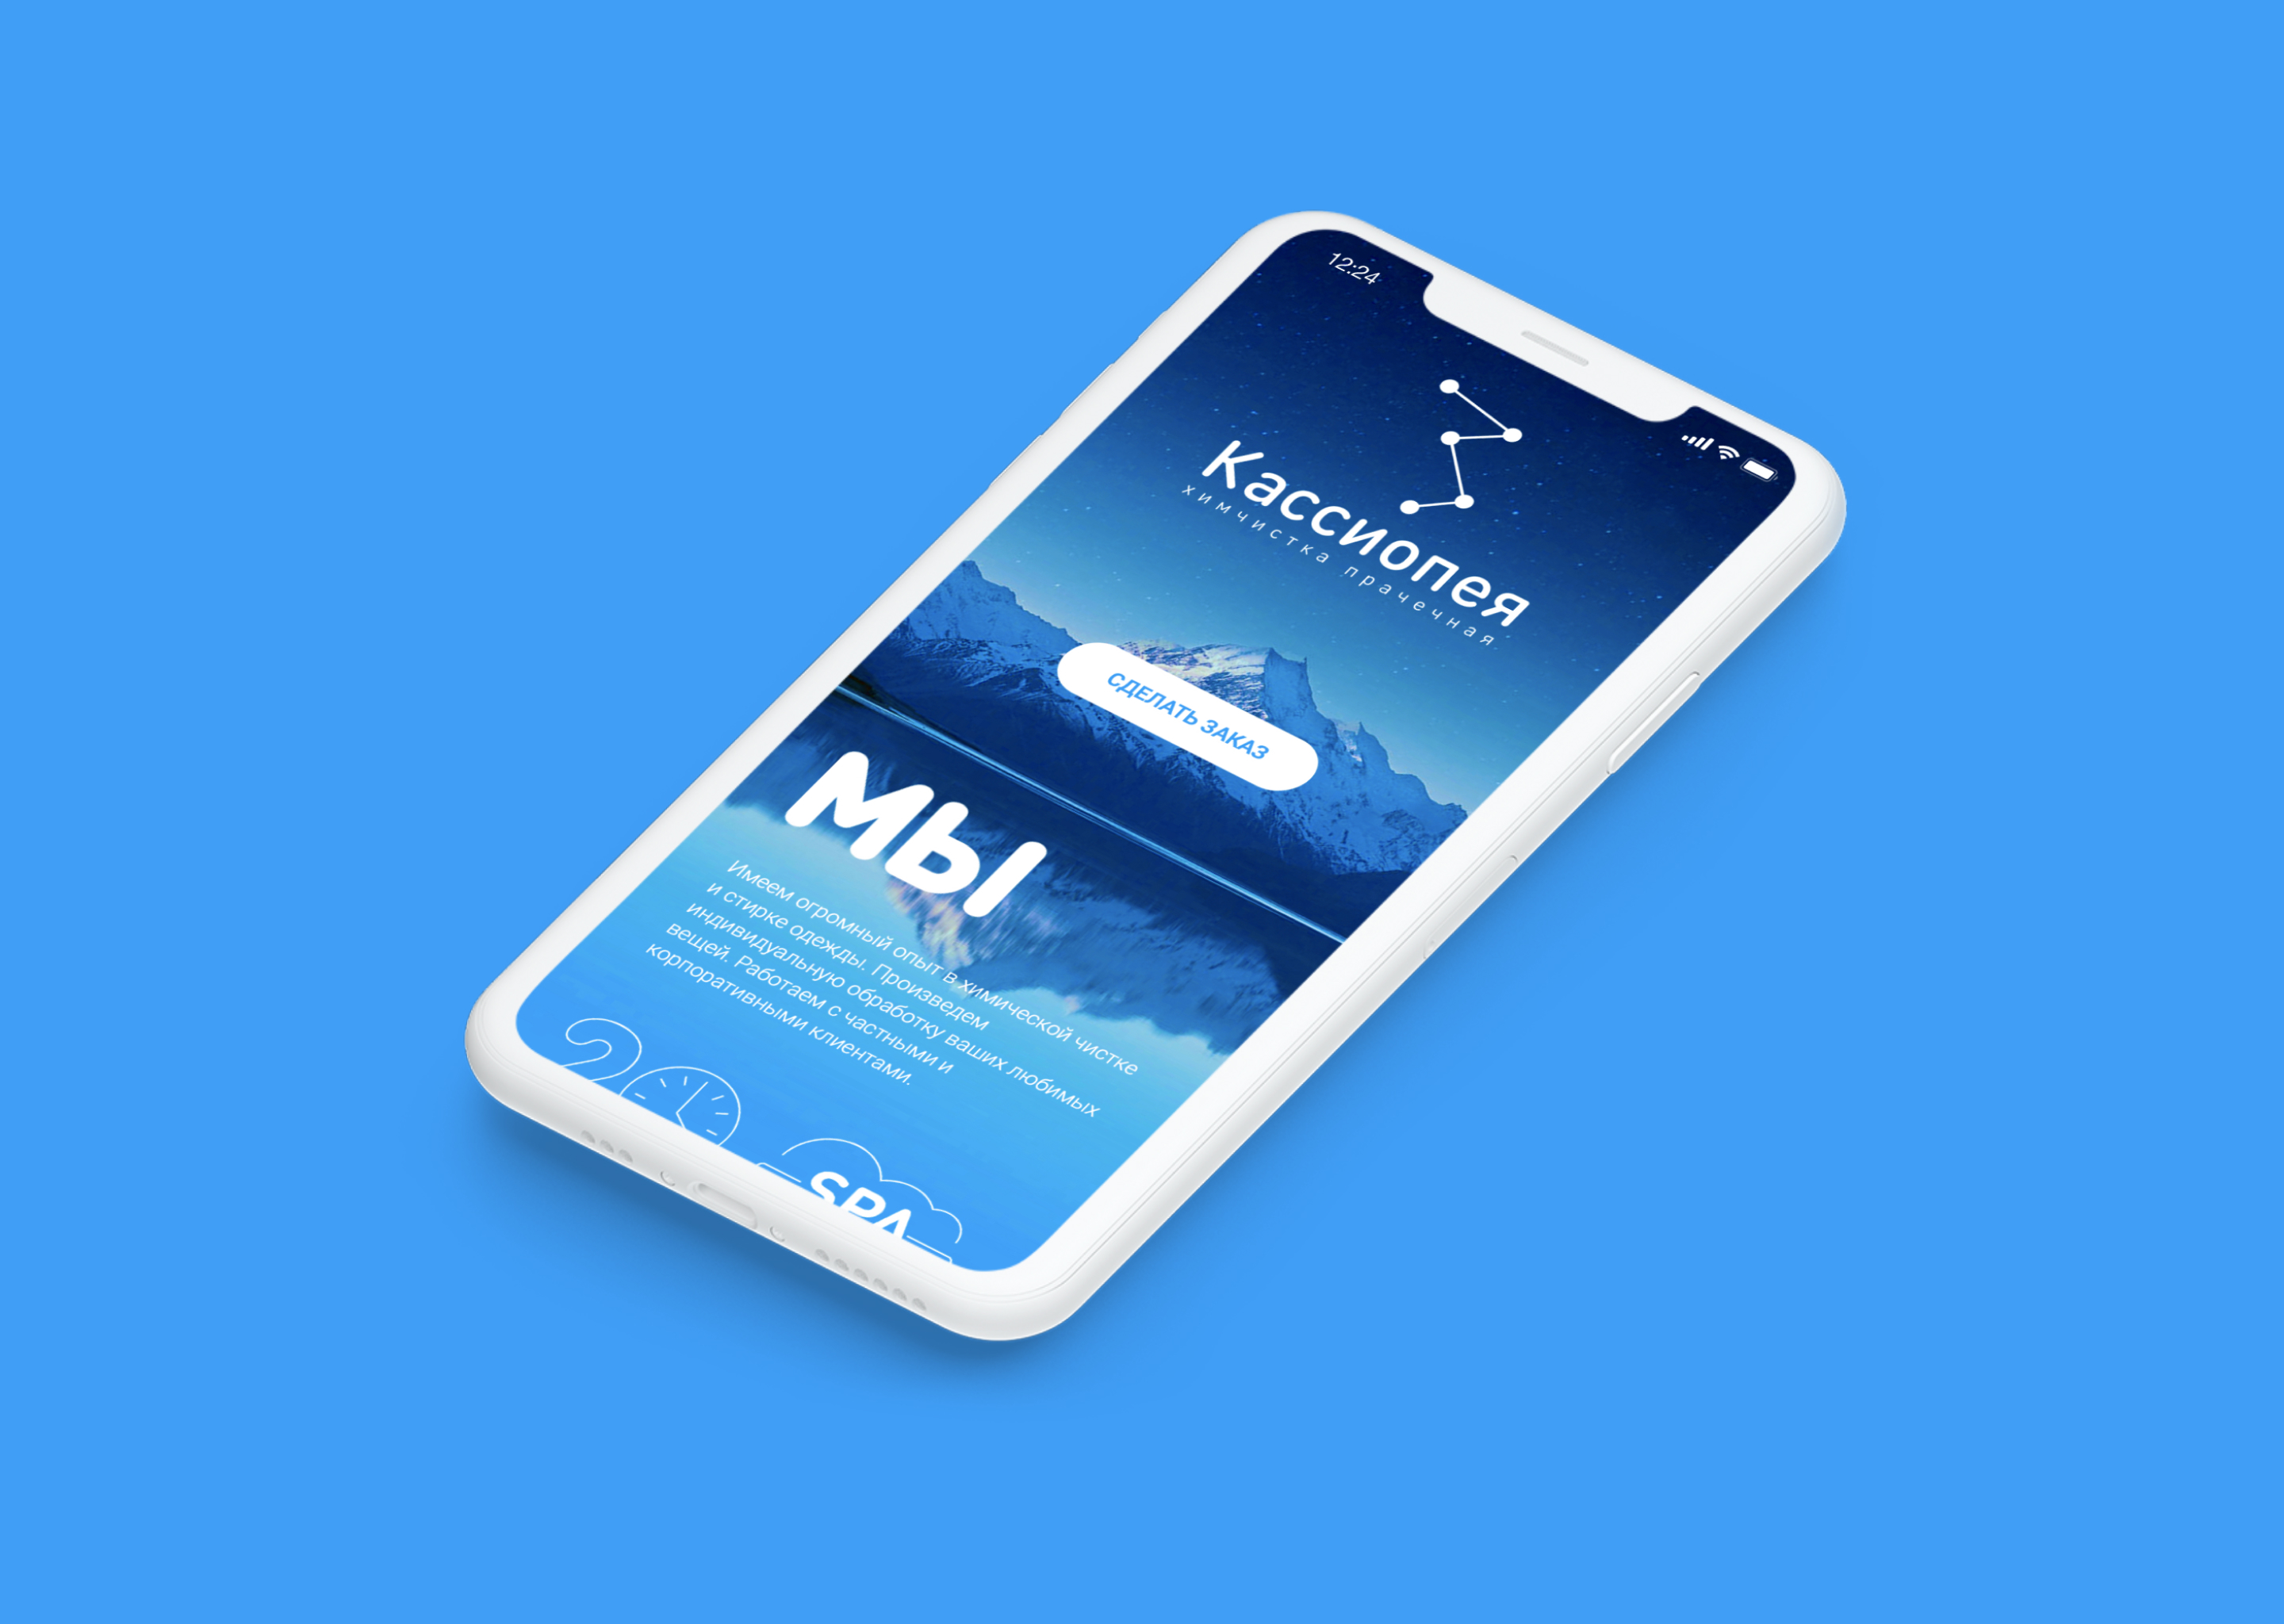 12:24
Кассиопея
химчистка прачечная
СДЕЛАТЬ ЗАКАЗ
МЫ
Имеем огромный опыт в химической чистке
и стирке одежды. Произведем
индивидуальную обработку ваших любимых
вещей. Работаем с частными и
корпоративными клиентами.
20
SPA